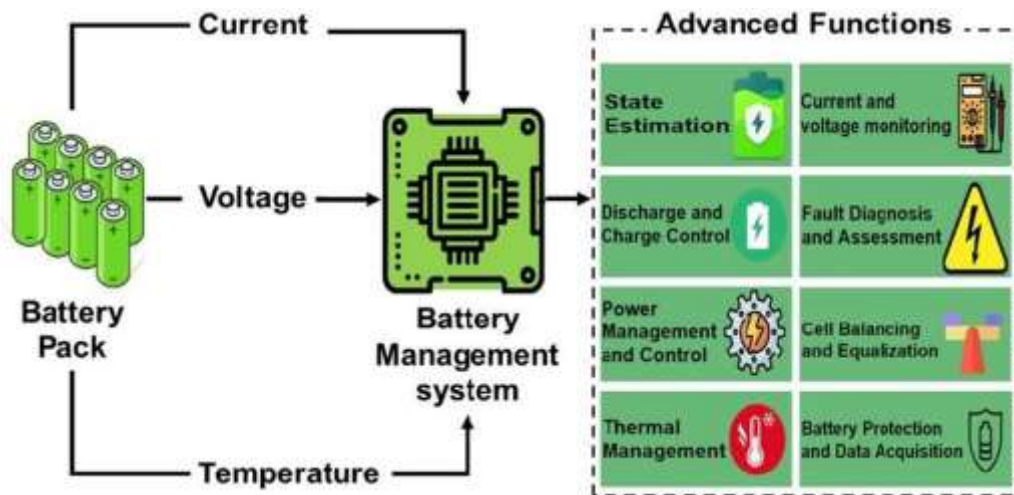 Current
Voltage
Temperature
Battery
Pack
Battery
Management
system
Advanced Functions
State
Estimation
Current and
voltage monitoring
Discharge and
Charge Control
Fault Diagnosis
and Assessment
Power
Management
and Control
Cell Balancing
and Equalization
Thermal
Management
Battery Protection
and Data Acquisition